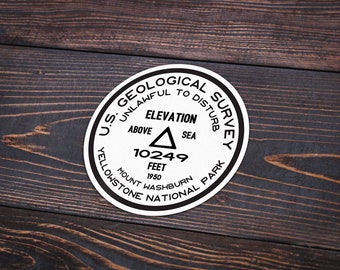 U.S. GEOLOGICAL SURVEY
UNLAWFUL TO DISTURB
ELEVATION
ABOVE SEA
10249
FEET
1950
MOUNT WASHBURN
YELLOWSTONE NATIONAL PARK